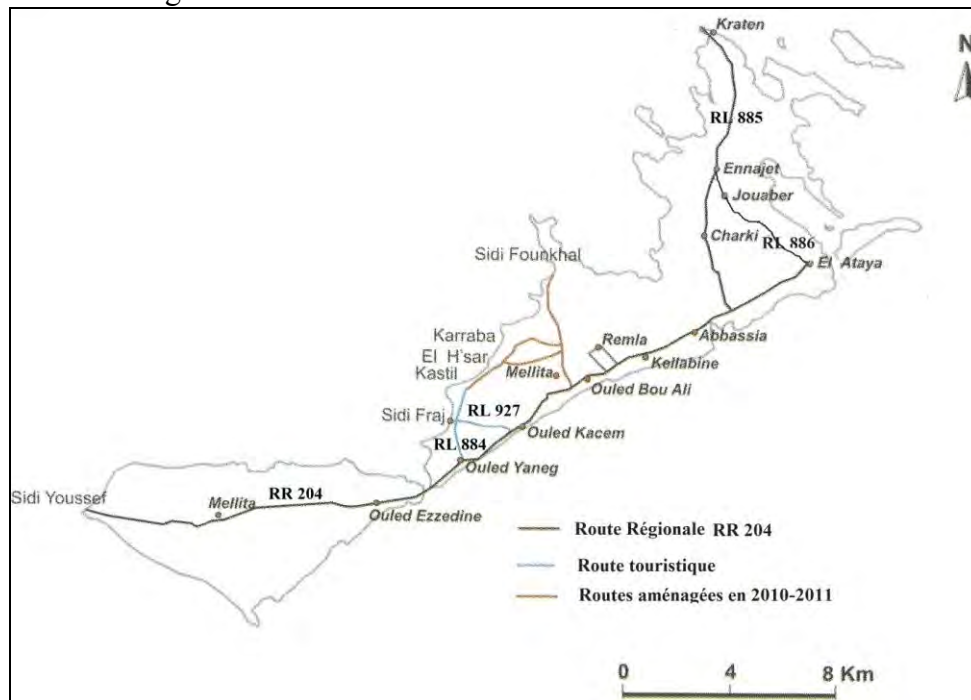 Kraten
N
RL 885
Ennajet
Jouaber
Charki
RL 886
El Ataya
Sidi Founkhal
Karraba
El H'sar
Kastil
Remla
Abbassia
Kellabine
Mellita
Ouled Bou Ali
Sidi Fraj
RL 927
Ouled Kacem
RL 884
Ouled Yaneg
Sidi Youssef
Mellita
RR 204
Ouled Ezzedine
Route Régionale RR 204
Route touristique
Routes aménagées en 2010-2011
0 4 8 Km